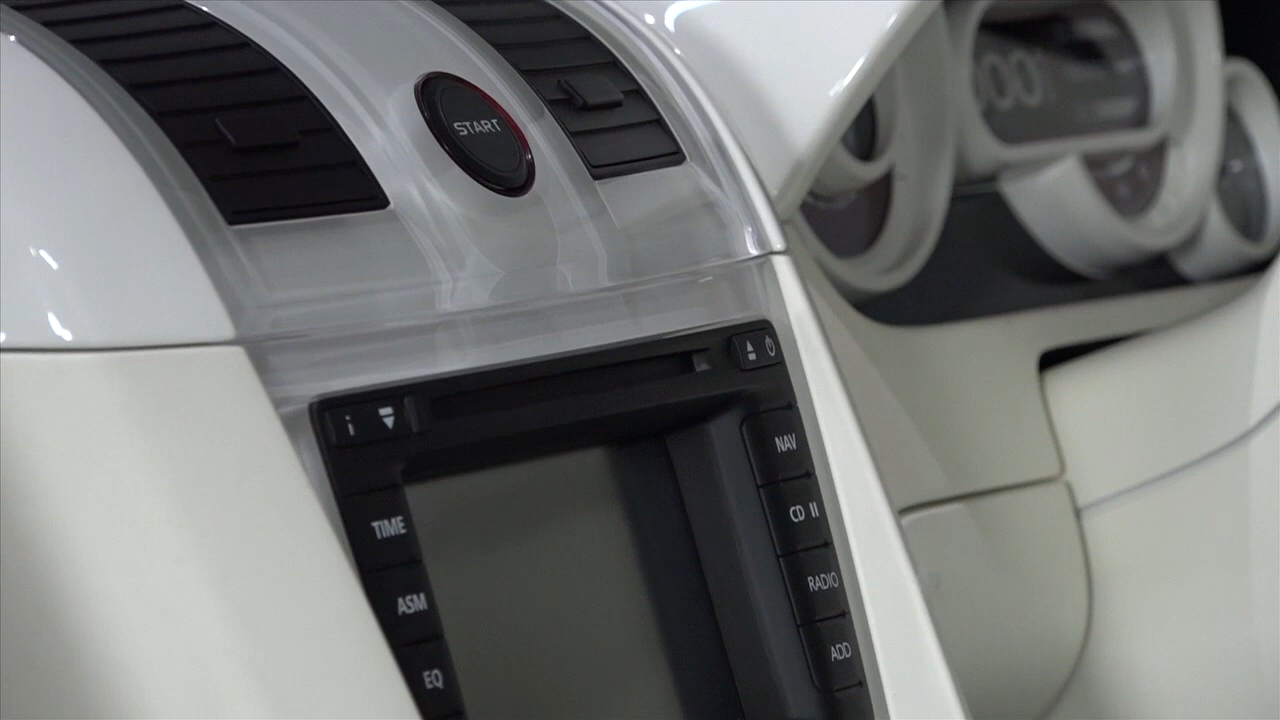 START
i
TIME
ASM
EQ
NAV
CD II
RADIO
ADD